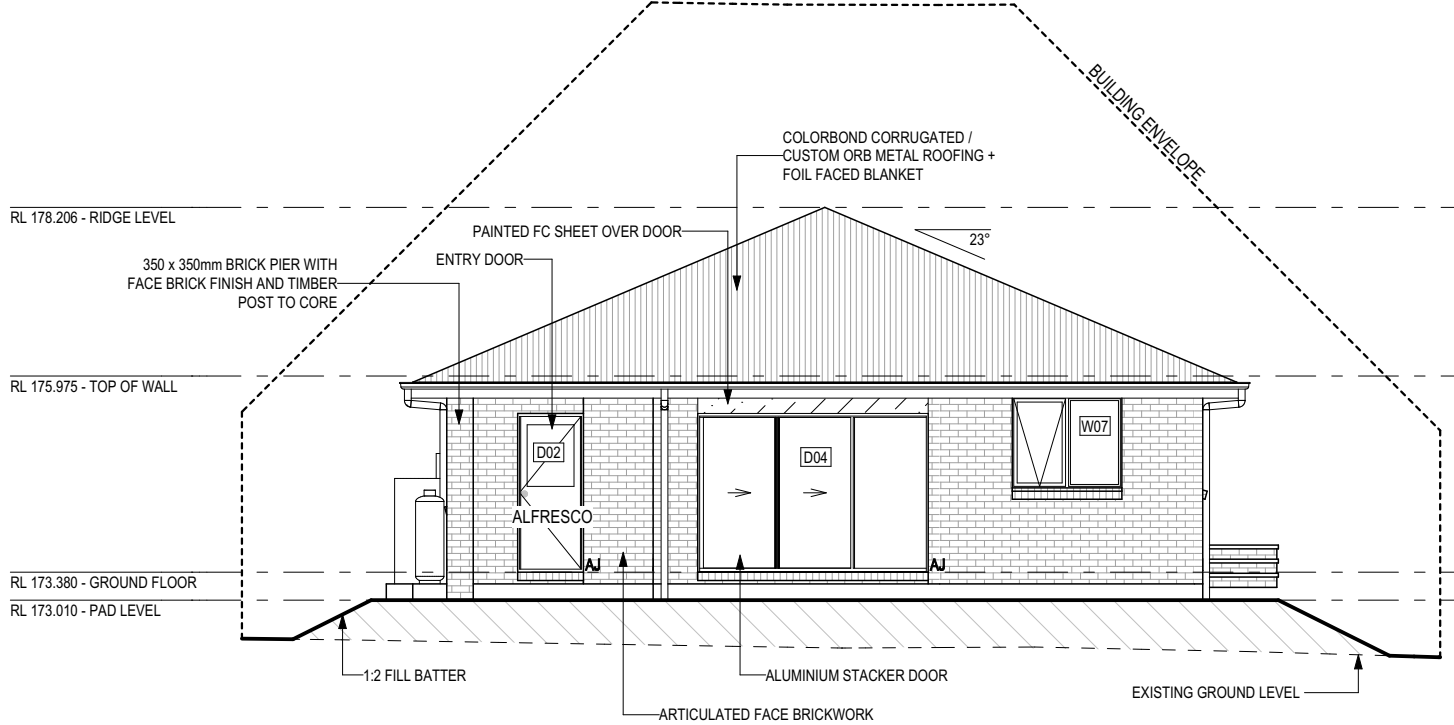 BUILDING ENVELOPE
COLORBOND CORRUGATED /
CUSTOM ORB METAL ROOFING +
FOIL FACED BLANKET
RL 178.206 - RIDGE LEVEL
PAINTED FC SHEET OVER DOOR
23°
ENTRY DOOR
350 x 350mm BRICK PIER WITH
FACE BRICK FINISH AND TIMBER
POST TO CORE
RL 175.975 - TOP OF WALL
W07
D02
D04
ALFRESCO
AJ
AJ
RL 173.380 - GROUND FLOOR
RL 173.010 - PAD LEVEL
1:2 FILL BATTER
ALUMINIUM STACKER DOOR
EXISTING GROUND LEVEL
ARTICULATED FACE BRICKWORK